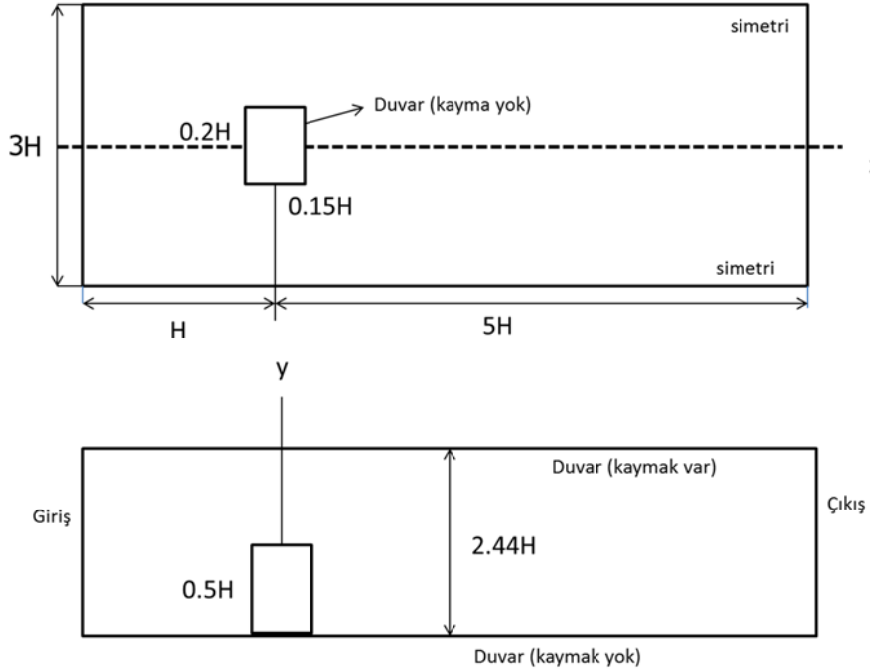 simetri
Duvar (kayma yok)
0.2H
3H
0.15H
simetri
H
5H
y
Duvar (kaymak var)
Giriş
Çıkış
2.44H
0.5H
Duvar (kaymak yok)